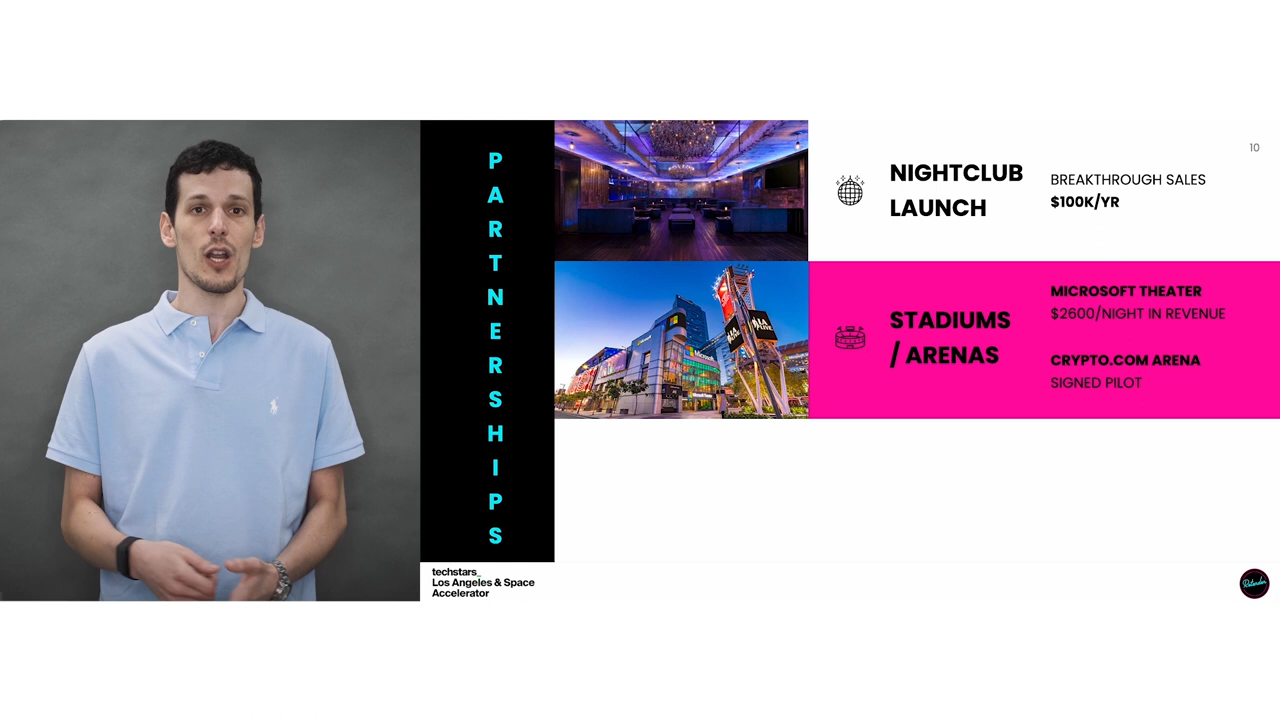 PARTNERSHIPS
10
NIGHTCLUB
LAUNCH
BREAKTHROUGH SALES
$100K/YR
STADIUMS
/ ARENAS
MICROSOFT THEATER
$2600/NIGHT IN REVENUE
CRYPTO.COM ARENA
SIGNED PILOT
Microsoft
techstars_
Los Angeles & Space
Accelerator